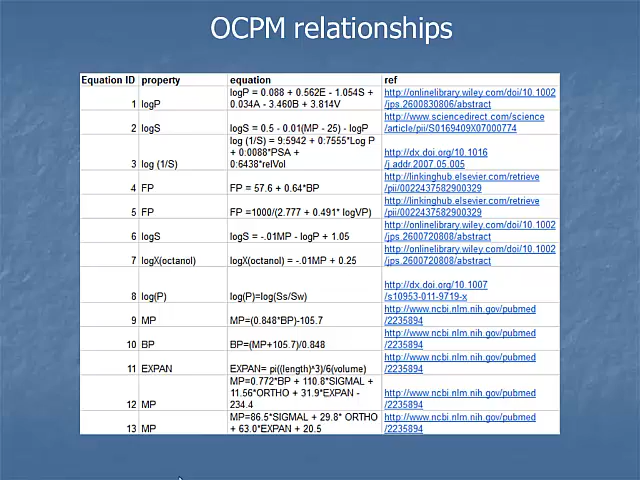 OCPM relationships
Equation ID property equation ref
logP = 0.088 + 0.562E - 1.054S + http://onlinelibrary.wiley.com/doi/10.1002
1 logP 0.034A - 3.460B + 3.814V /jps.2600830806/abstract
http://www.sciencedirect.com/science
2 logS logS = 0.5 - 0.01(MP - 25) - logP /article/pii/S0169409X07000774
log (1/S) = 9:5942 + 0:7555*Log P
+ 0:0088*PSA + http://dx.doi.org/10.1016
3 log (1/S) 0:6438*relVol /j.addr.2007.05.005
http://linkinghub.elsevier.com/retrieve
4 FP FP = 57.6 + 0.64*BP /pii/0022437582900329
http://linkinghub.elsevier.com/retrieve
5 FP FP =1000/(2.777 + 0.491* logVP) /pii/0022437582900329
http://onlinelibrary.wiley.com/doi/10.1002
6 logS logS = -.01MP - logP + 1.05 /jps.2600720808/abstract
http://onlinelibrary.wiley.com/doi/10.1002
7 logX(octanol) logX(octanol) = -.01MP + 0.25 /jps.2600720808/abstract
http://dx.doi.org/10.1007
8 log(P) log(P)=log(Ss/Sw) /s10953-011-9719-x
http://www.ncbi.nlm.nih.gov/pubmed
9 MP MP=(0.848*BP)-105.7 /2235894
http://www.ncbi.nlm.nih.gov/pubmed
10 BP BP=(MP+105.7)/0.848 /2235894
http://www.ncbi.nlm.nih.gov/pubmed
11 EXPAN EXPAN= pi((length)^3)/6(volume) /2235894
MP=0.772*BP + 110.8*SIGMAL +
11.56*ORTHO + 31.9*EXPAN - http://www.ncbi.nlm.nih.gov/pubmed
12 MP 234.4 /2235894
MP=86.5*SIGMAL + 29.8* ORTHO http://www.ncbi.nlm.nih.gov/pubmed
13 MP + 63.0*EXPAN + 20.5 /2235894